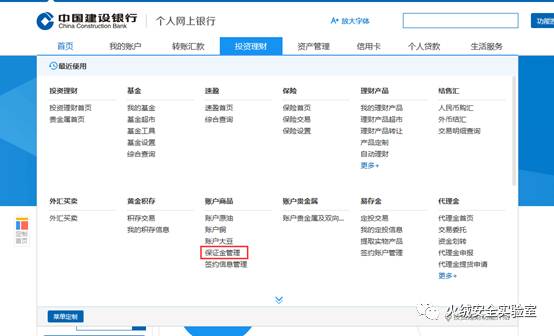 中国建设银行 China Construction Bank 个人网上银行 A+ 放大字体
首页 我的账户 转账汇款 投资理财 资产管理 信用卡 个人贷款 生活服务
最近使用
投资理财 基金 速盈 保险 理财产品 结售汇
投资理财首页 我的基金 速盈首页 保险首页 我的理财产品 人民币购汇
贵金属首页 基金超市 综合查询 保险交易 理财产品超市 外币结汇
基金工具 保险设置 理财产品转让 交易明细查询
基金设置 产品定制
综合查询 自动理财
更多+
外汇买卖 黄金积存 账户商品 账户贵金属 易存金 代理金
外汇买卖 积存交易 账户原油 账户贵金属及双向... 定投交易 代理金首页
我的积存信息 账户铜 我的定投信息 交易委托
账户大豆 提取实物产品 资金划转
保证金管理 签约账户管理 代理金申报
签约信息管理 代理金提货申请
更多+
定制
首页
菜单定制
火绒安全实验室